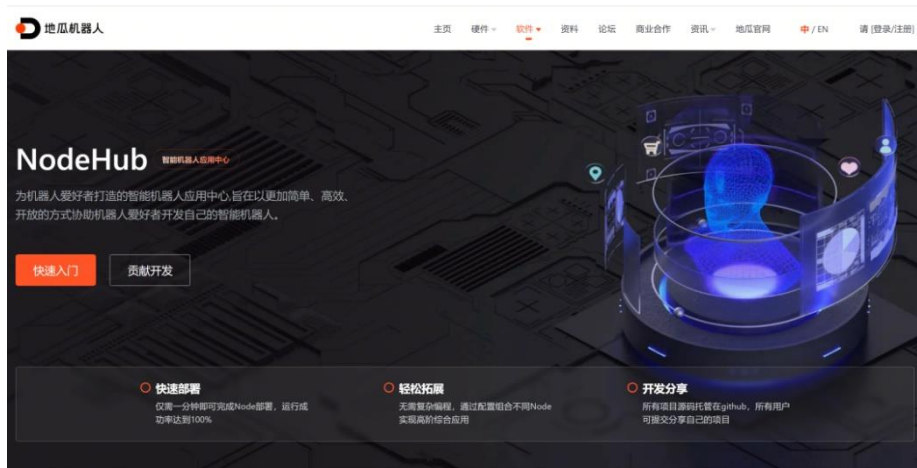 地瓜机器人
主页 硬件 软件 资料 论坛 商业合作 资讯 地瓜官网 中 / EN 请 [登录/注册]
NodeHub 智能机器人应用中心
为机器人爱好者打造的智能机器人应用中心,旨在以更加简单、高效、
开放的方式协助机器人爱好者开发自己的智能机器人。
快速入门 贡献开发
快速部署
仅需一分钟即可完成Node部署，运行成
功率达到100%
轻松拓展
无需复杂编程，通过配置组合不同Node
实现高阶综合应用
开发分享
所有项目源码托管在github，所有用户
可提交分享自己的项目